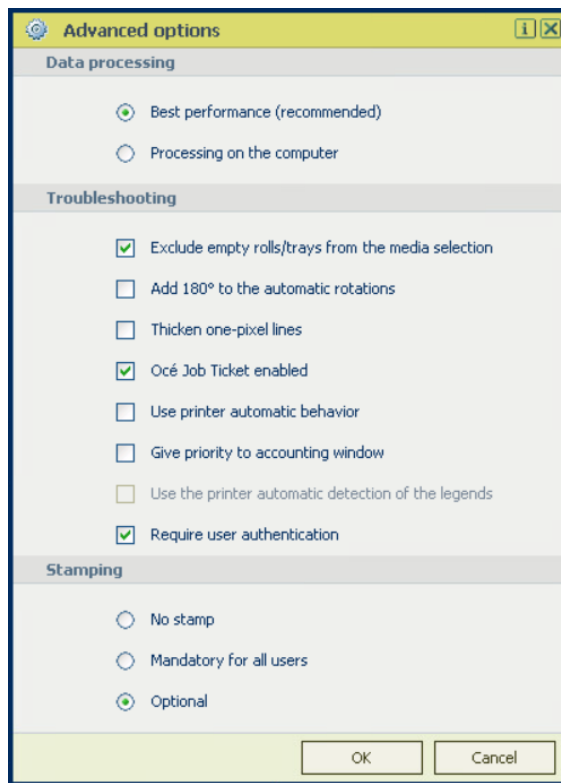 Advanced options
Data processing
Best performance (recommended)
Processing on the computer
Troubleshooting
Exclude empty rolls/trays from the media selection
Add 180° to the automatic rotations
Thicken one-pixel lines
Océ Job Ticket enabled
Use printer automatic behavior
Give priority to accounting window
Use the printer automatic detection of the legends
Require user authentication
Stamping
No stamp
Mandatory for all users
Optional
OK Cancel